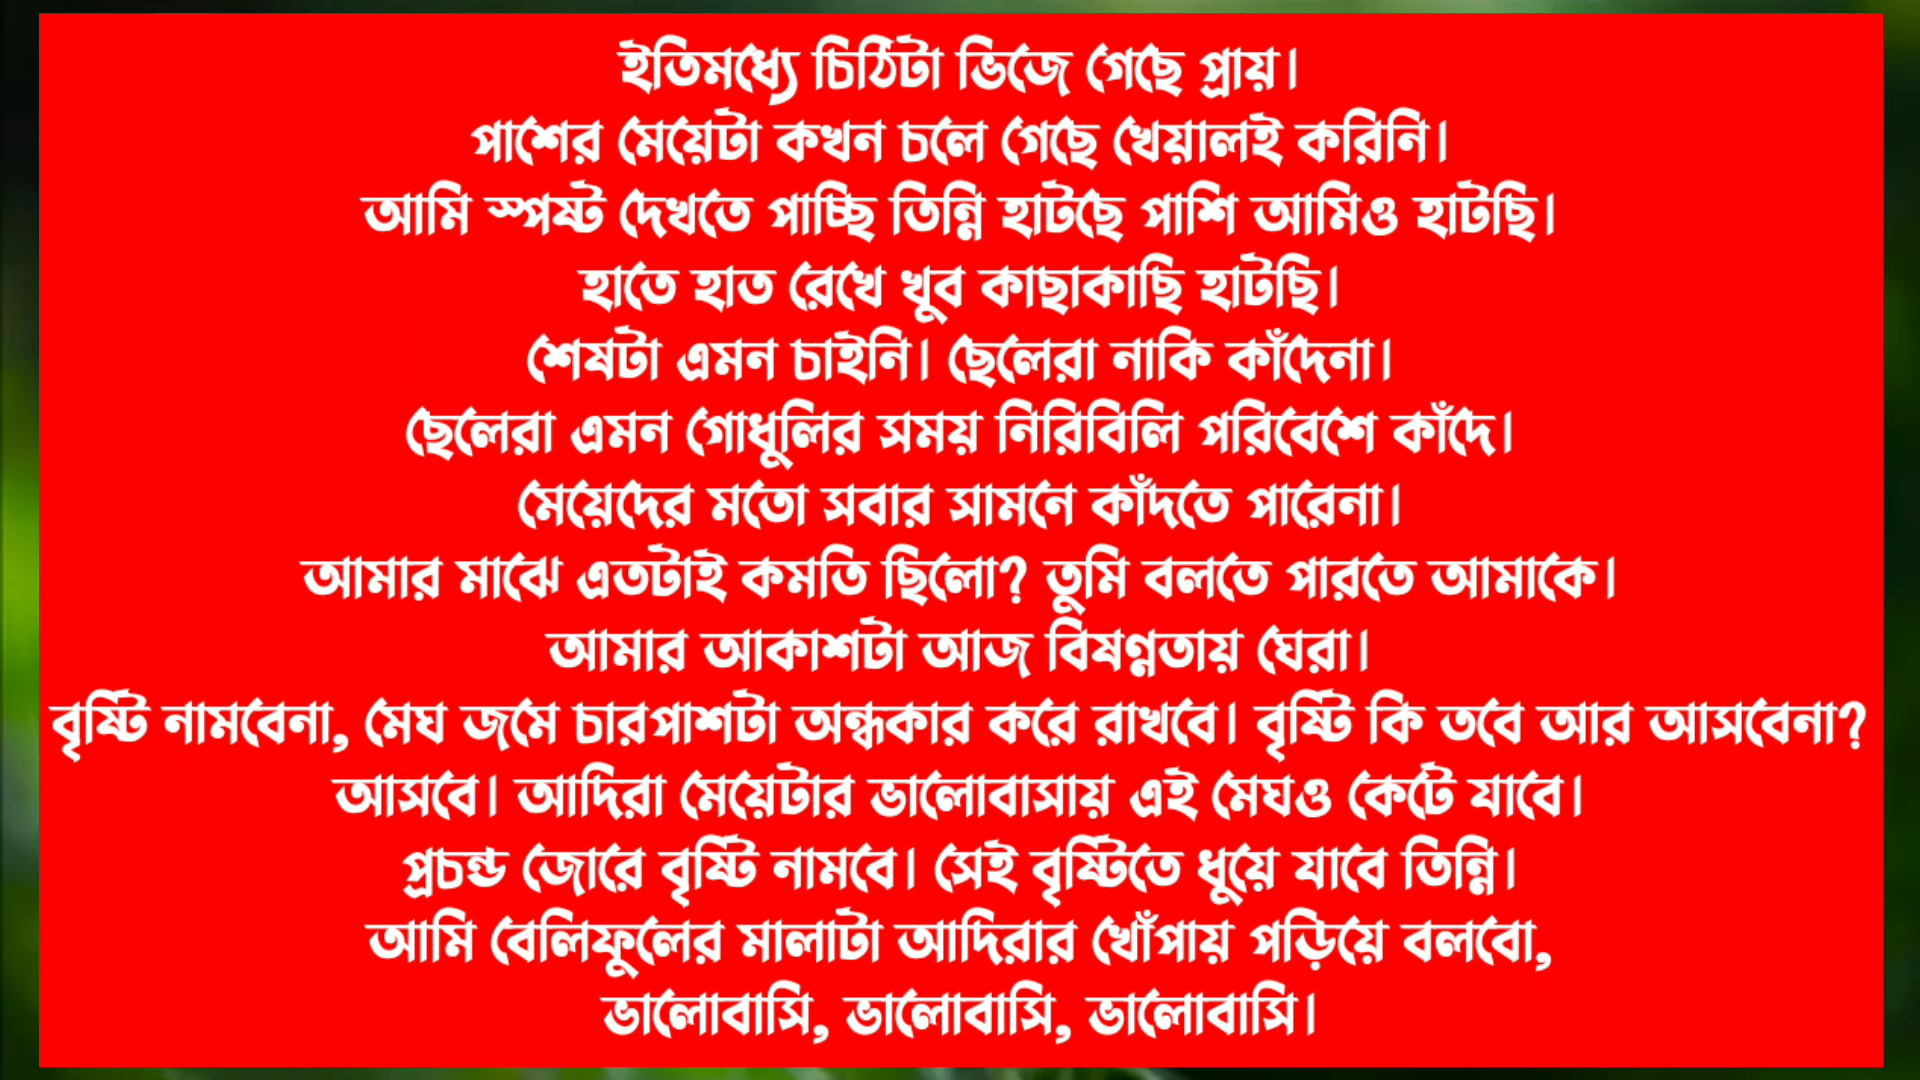 ইতিমধ্যে চিঠিটা ভিজে গেছে প্রায়।
পাশের মেয়েটা কখন চলে গেছে খেয়ালই করিনি।
আমি স্পষ্ট দেখতে পাচ্ছি তিন্নি হাটছে পাশি আমিও হাটছি।
হাতে হাত রেখে খুব কাছাকাছি হাটছি।
শেষটা এমন চাইনি। ছেলেরা নাকি কাঁদেনা।
ছেলেরা এমন গোধুলির সময় নিরিবিলি পরিবেশে কাঁদে।
মেয়েদের মতো সবার সামনে কাঁদতে পারেনা।
আমার মাঝে এতটাই কমতি ছিলো? তুমি বলতে পারতে আমাকে।
আমার আকাশটা আজ বিষণ্ণতায় ঘেরা।
বৃষ্টি নামবেনা, মেঘ জমে চারপাশটা অন্ধকার করে রাখবে। বৃষ্টি কি তবে আর আসবেনা?
আসবে। আদিরা মেয়েটার ভালোবাসায় এই মেঘও কেটে যাবে।
প্রচন্ড জোরে বৃষ্টি নামবে। সেই বৃষ্টিতে ধুয়ে যাবে তিন্নি।
আমি বেলিফুলের মালাটা আদিরার খোঁপায় পড়িয়ে বলবো,
ভালোবাসি, ভালোবাসি, ভালোবাসি।